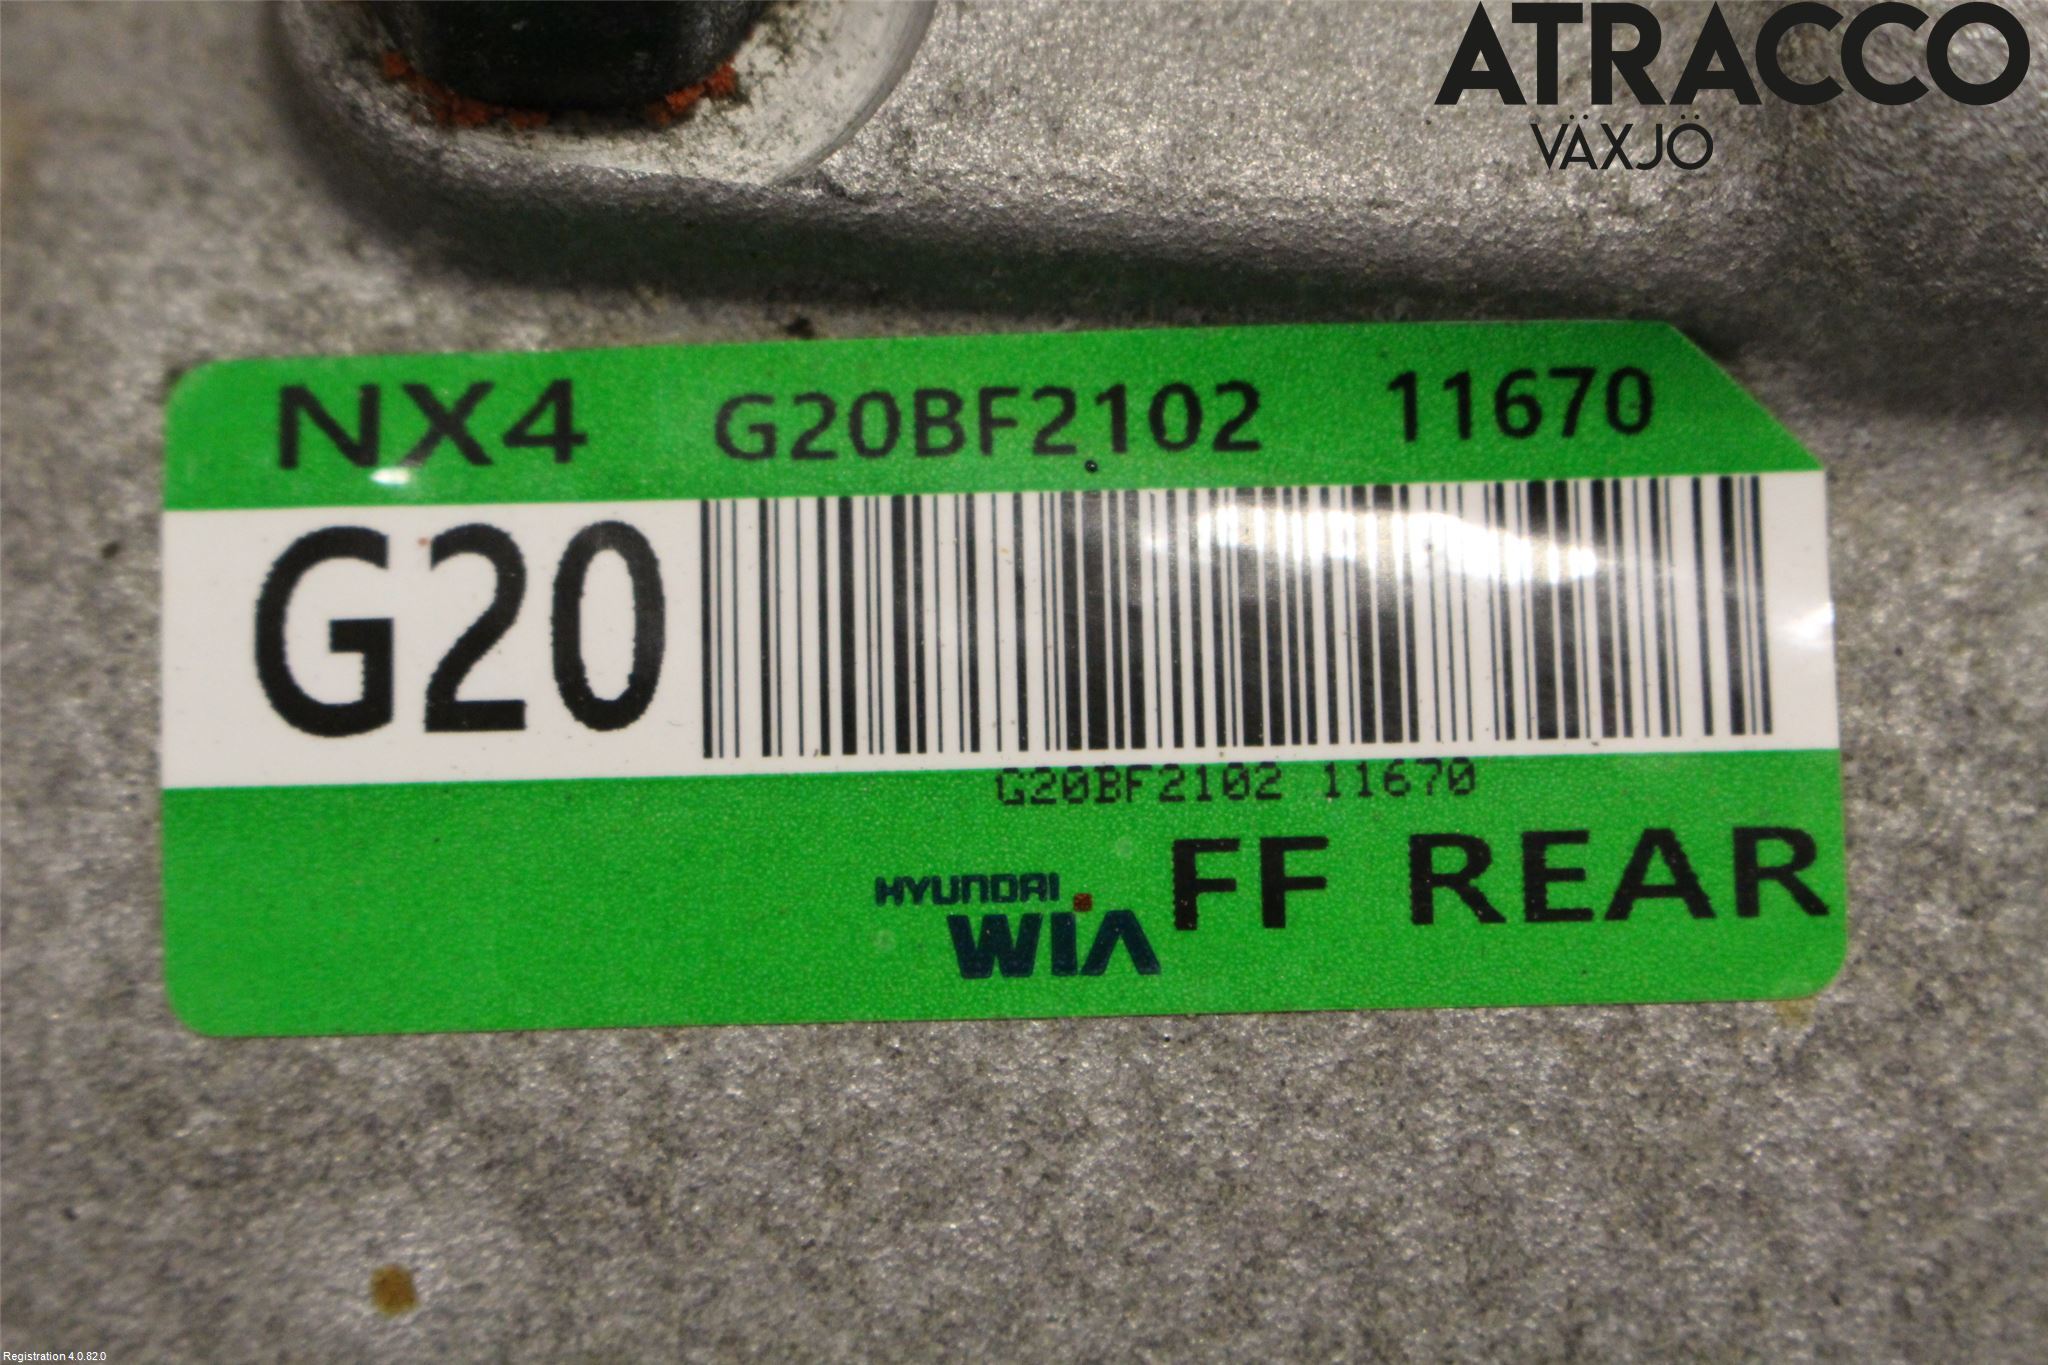 ATRACCO
VÄXJÖ
NX4 G20BF2102 11670
G20
G20BF2102 11670
HYUNDAI
WIA
FF REAR
Registration 4.0.82.0